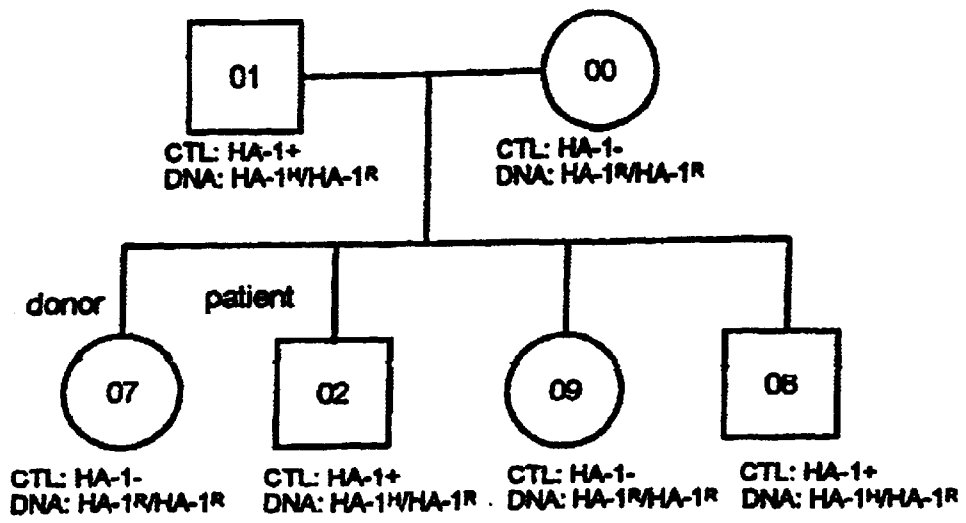 01
00
CTL: HA-1+
DNA: HA-1ᴴ/HA-1ᴿ
CTL: HA-1-
DNA: HA-1ᴿ/HA-1ᴿ
donor
patient
07
02
09
08
CTL: HA-1-
DNA: HA-1ᴿ/HA-1ᴿ
CTL: HA-1+
DNA: HA-1ᴴ/HA-1ᴿ
CTL: HA-1-
DNA: HA-1ᴿ/HA-1ᴿ
CTL: HA-1+
DNA: HA-1ᴴ/HA-1ᴿ